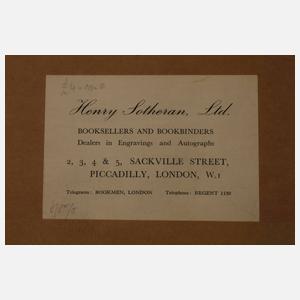 Henry Sotheran, Ltd.
BOOKSELLERS AND BOOKBINDERS
Dealers in Engravings and Autographs
2, 3, 4 & 5, SACKVILLE STREET,
PICCADILLY, LONDON, W.1
Telegrams: BOOKMEN, LONDON Telephone: REGENT 1150